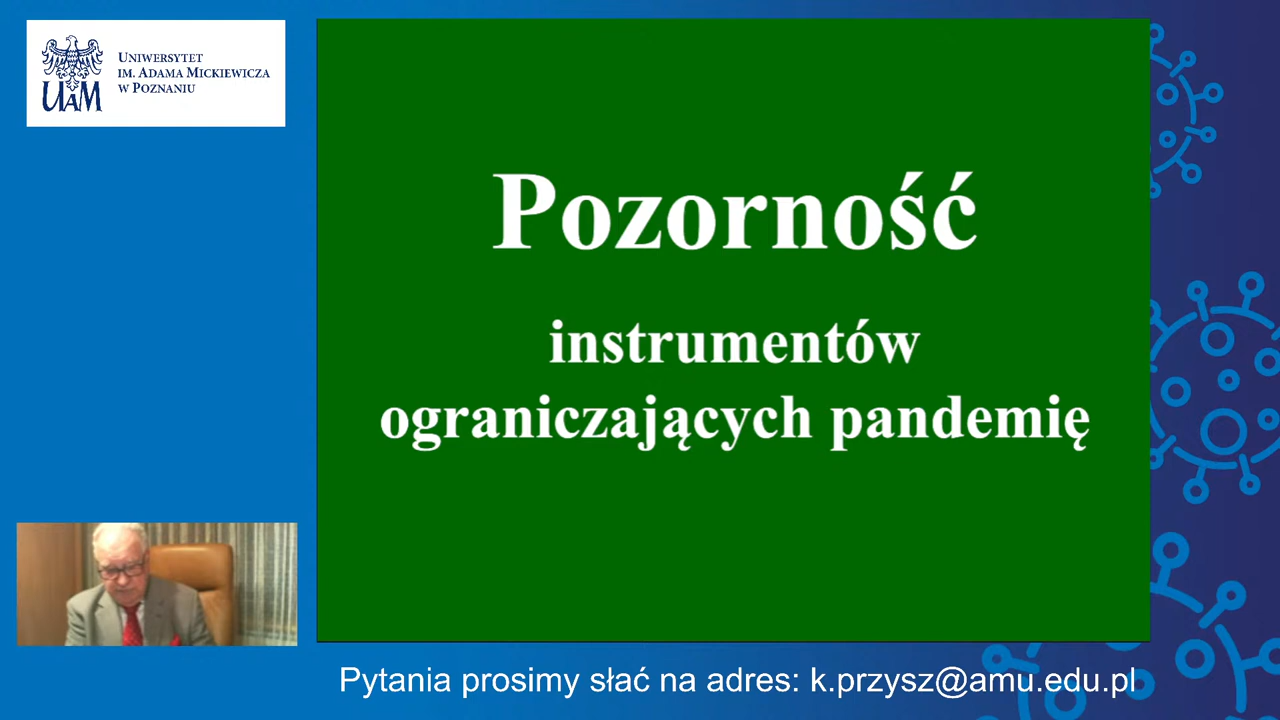 UNIWERSYTET
IM. ADAMA MICKIEWICZA
W POZNANIU
UAM
Pozorność
instrumentów
ograniczających pandemię
Pytania prosimy słać na adres: k.przysz@amu.edu.pl